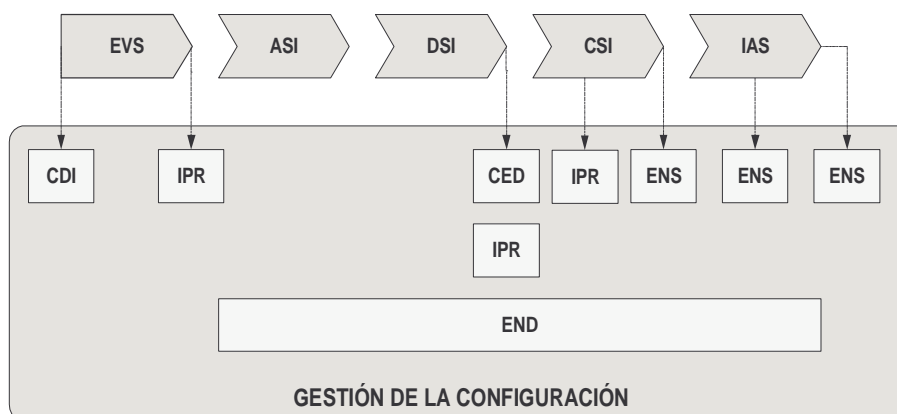 EVS ASI DSI CSI IAS
CDI IPR CED IPR ENS ENS ENS
IPR
END
GESTIÓN DE LA CONFIGURACIÓN